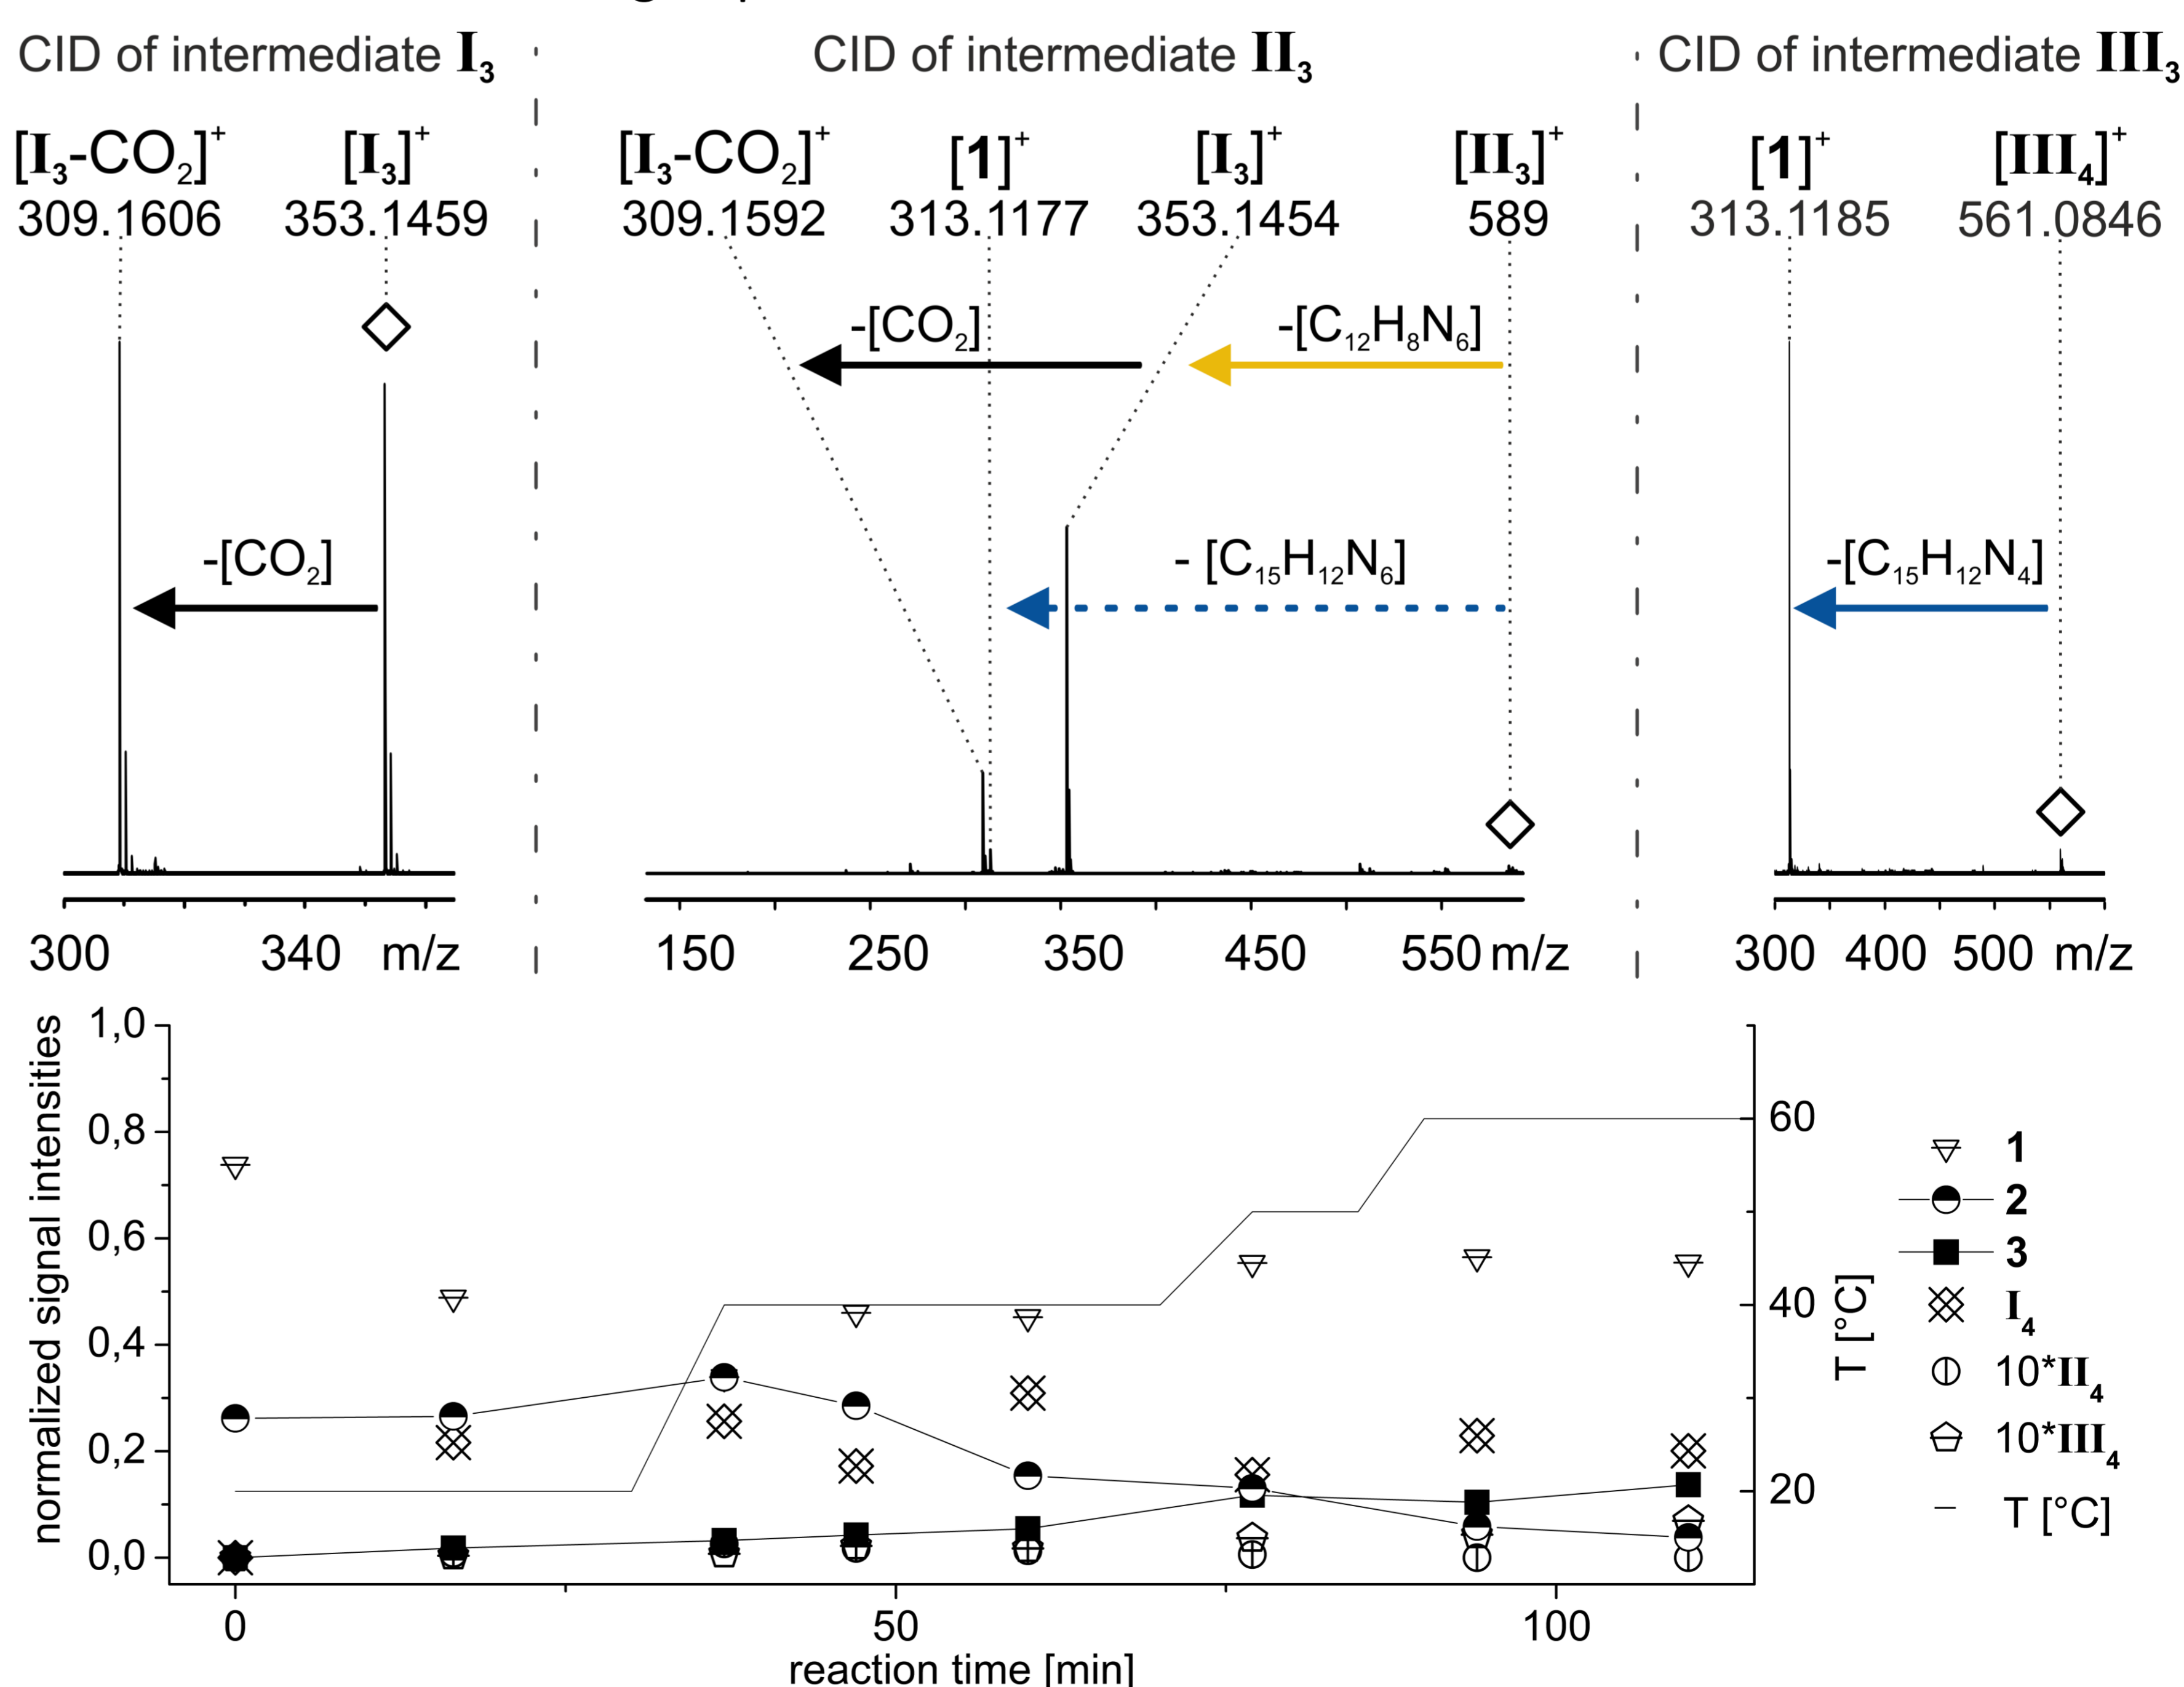 CID of intermediate I3
CID of intermediate II3
CID of intermediate III3
[I3-CO2]+
[I3]+
[I3-CO2]+
[1]+
[I3]+
[II3]+
[1]+
[III4]+
309.1606
353.1459
309.1592
313.1177
353.1454
589
313.1185
561.0846
-[CO2]
-[C12H8N6]
-[CO2]
- [C15H12N6]
-[C15H12N4]
300
340
m/z
150
250
350
450
550
m/z
300
400
500
m/z
normalized signal intensities
1,0
0,8
0,6
0,4
0,2
0,0
60
40
20
T [°C]
0
50
100
reaction time [min]
1
2
3
I4
10*II4
10*III4
T [°C]